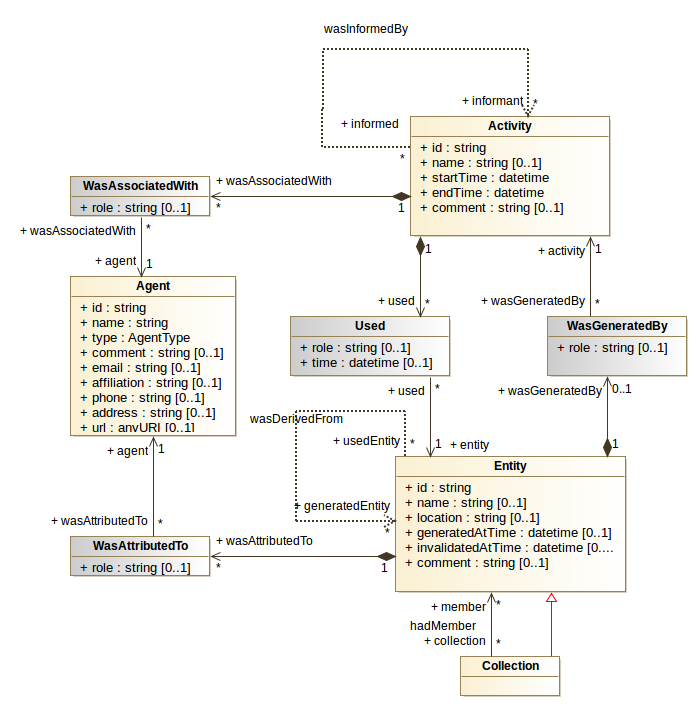 wasInformedBy
+ informant
*
+ informed
*
Activity
+ id : string
+ name : string [0..1]
+ startTime : datetime
+ endTime : datetime
+ comment : string [0..1]
WasAssociatedWith
+ role : string [0..1]
+ wasAssociatedWith
*
1
+ wasAssociatedWith
*
+ agent
1
Agent
+ id : string
+ name : string
+ type : AgentType
+ comment : string [0..1]
+ email : string [0..1]
+ affiliation : string [0..1]
+ phone : string [0..1]
+ address : string [0..1]
+ url : anyURI [0..1]
1
+ used
*
Used
+ role : string [0..1]
+ time : datetime [0..1]
+ activity
1
+ wasGeneratedBy
*
WasGeneratedBy
+ role : string [0..1]
+ wasGeneratedBy
0..1
1
+ used
*
1
+ entity
wasDerivedFrom
+ usedEntity
*
+ generatedEntity
*
Entity
+ id : string
+ name : string [0..1]
+ location : string [0..1]
+ generatedAtTime : datetime [0..1]
+ invalidatedAtTime : datetime [0....
+ comment : string [0..1]
+ agent
1
+ wasAttributedTo
*
WasAttributedTo
+ role : string [0..1]
+ wasAttributedTo
*
1
+ member
*
hadMember
+ collection
*
Collection